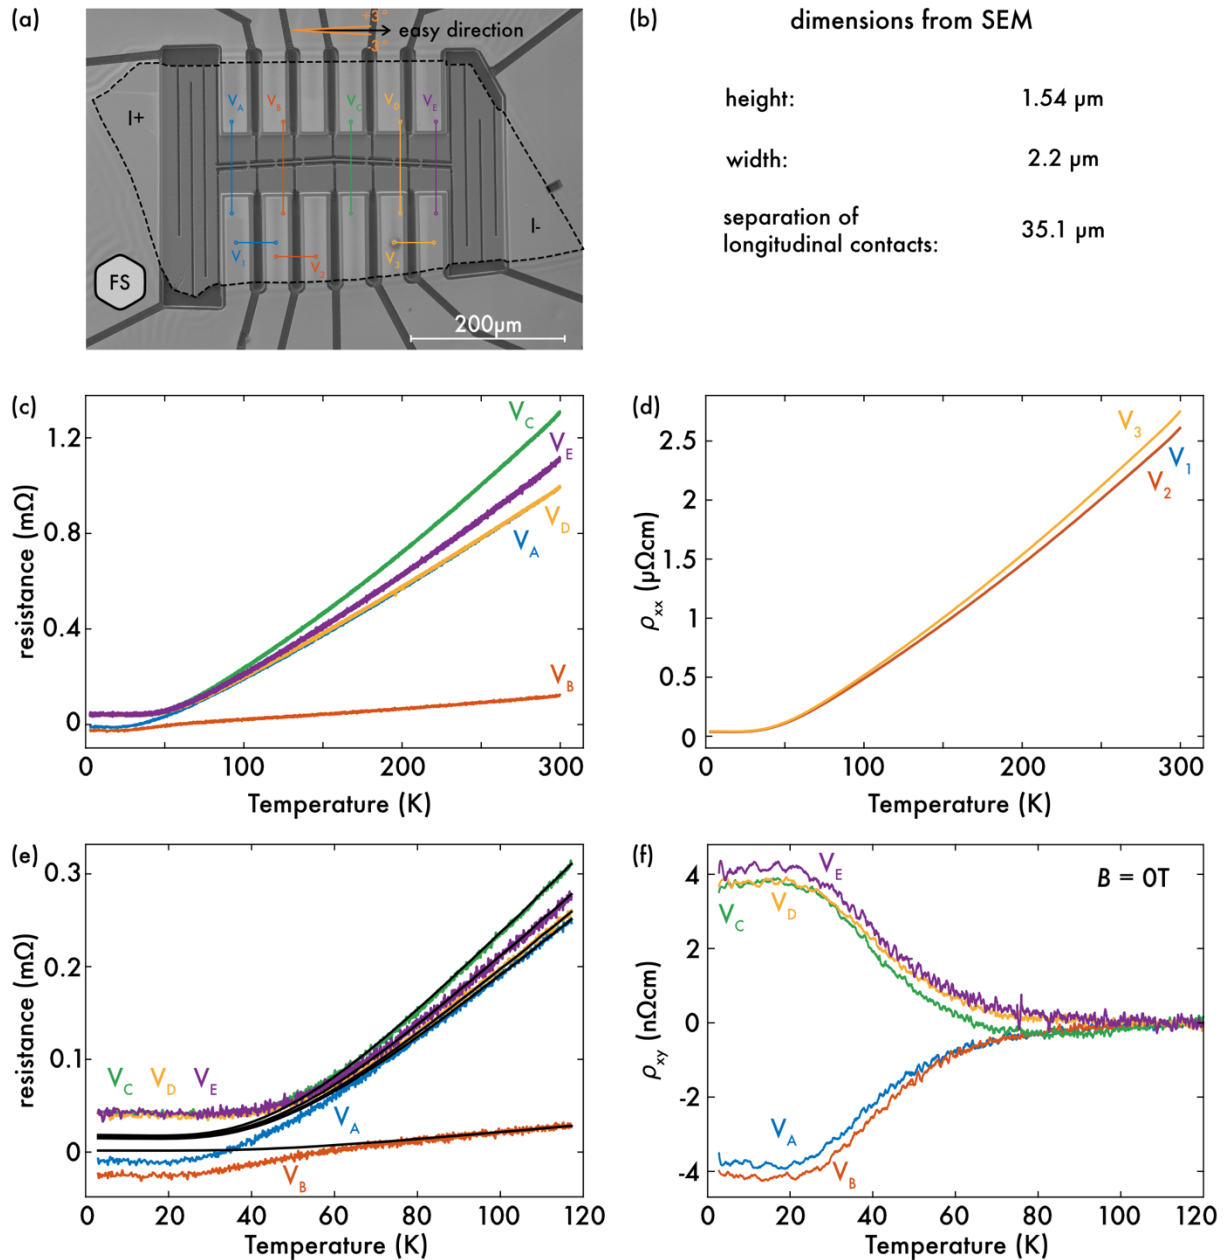 (a)
+3°
-3°
easy direction
I+
V_A
V_B
V_C
V_D
V_E
V_1
V_2
V_3
I-
FS
200μm
(b)
dimensions from SEM
height: 1.54 μm
width: 2.2 μm
separation of
longitudinal contacts: 35.1 μm
(c)
resistance (mΩ)
1.2
0.8
0.4
0
V_C
V_E
V_D
V_A
V_B
0 100 200 300
Temperature (K)
(d)
ρ_xx (μΩcm)
2.5
2
1.5
1
0.5
0
V_3
V_1
V_2
0 100 200 300
Temperature (K)
(e)
resistance (mΩ)
0.3
0.2
0.1
0
V_C V_D V_E
V_A
V_B
0 20 40 60 80 100 120
Temperature (K)
(f)
ρ_xy (nΩcm)
4
2
0
-2
-4
V_E
V_C
V_D
B = 0T
V_A
V_B
0 20 40 60 80 100 120
Temperature (K)